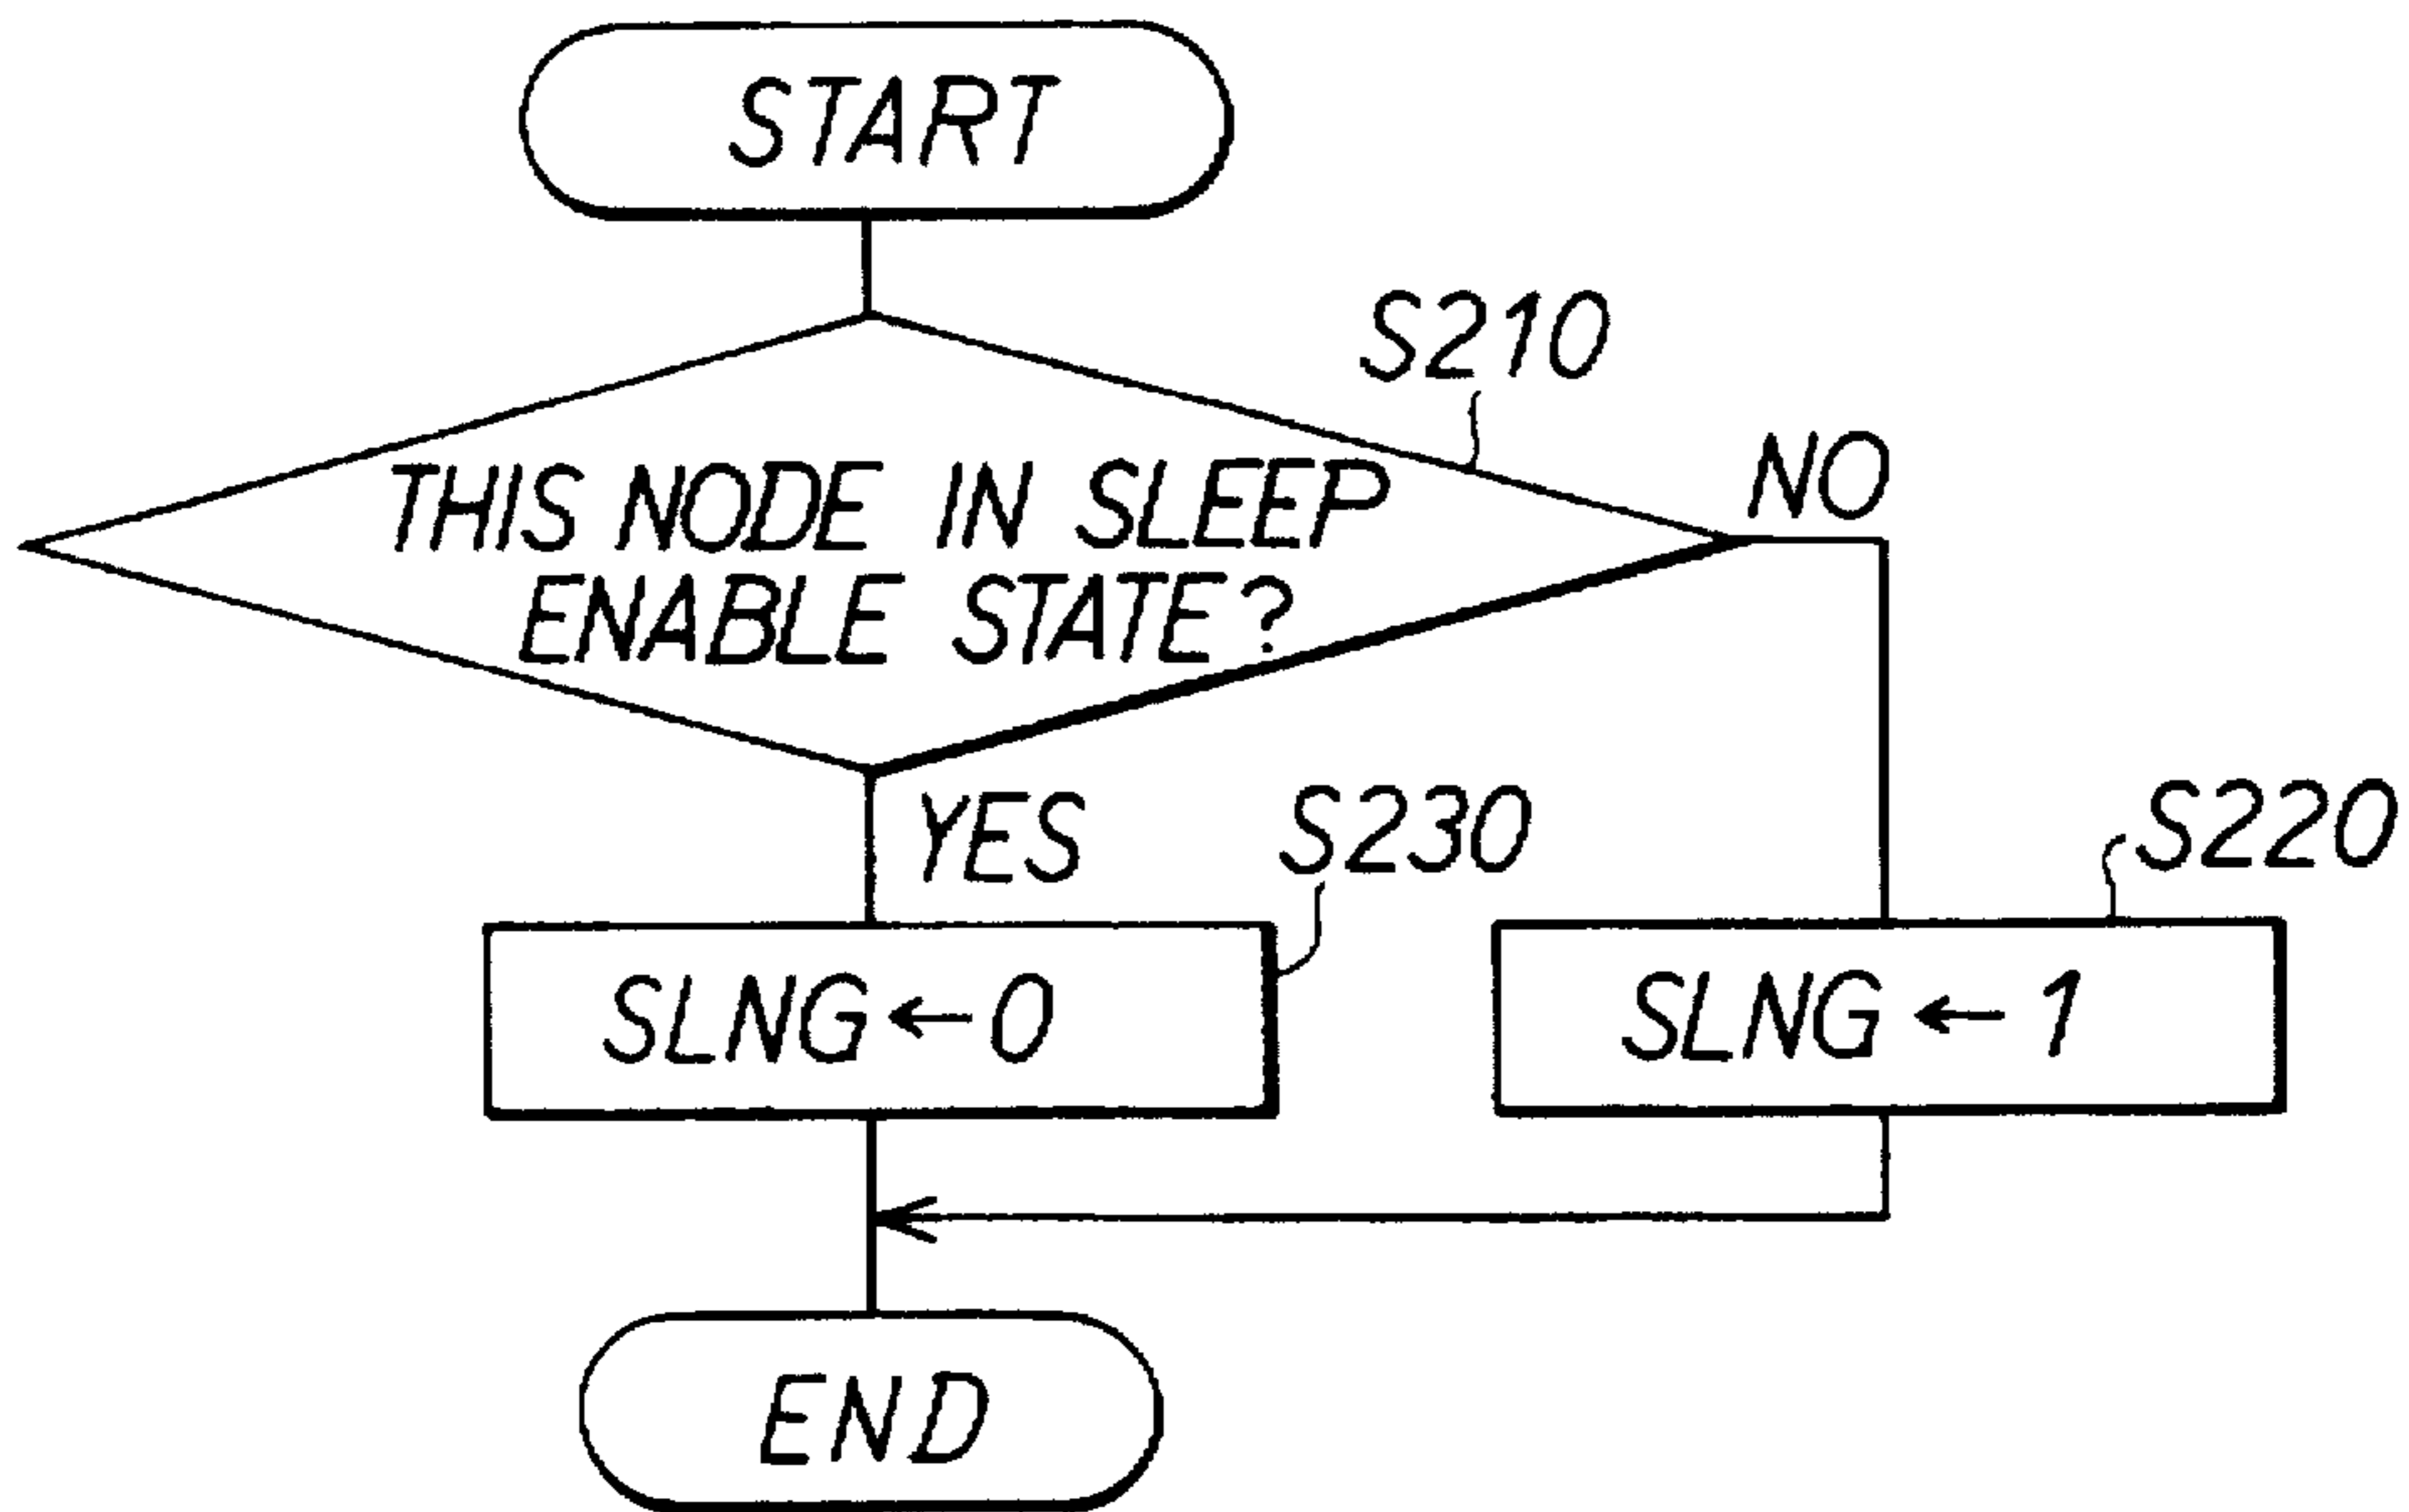 START
S210
NO
THIS NODE IN SLEEP
ENABLE STATE?
YES
S230
S220
SLNG ← 0
SLNG ← 1
END